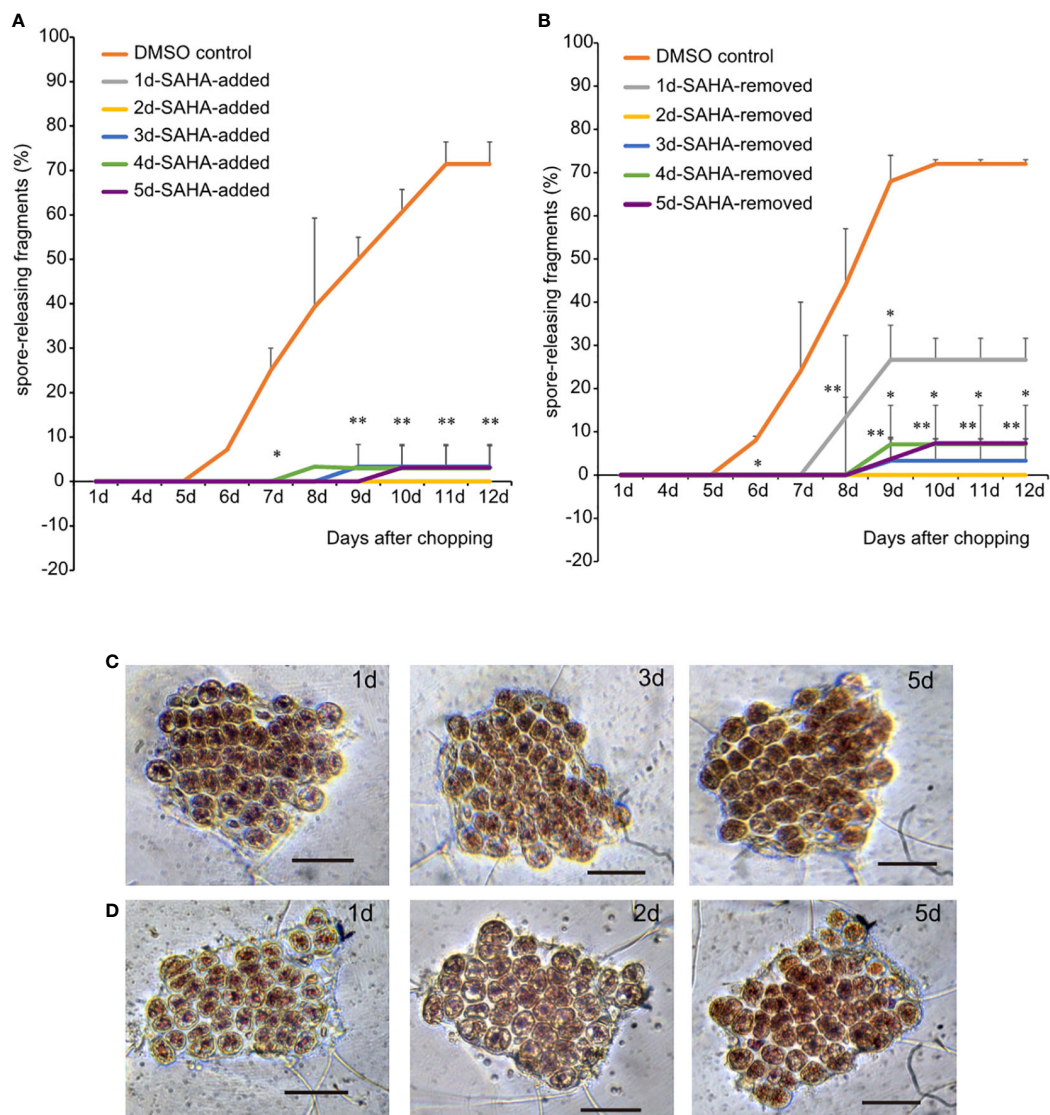 A
spore-releasing fragments (%)
100
90
80
70
60
50
40
30
20
10
0
-10
-20
DMSO control
1d-SAHA-added
2d-SAHA-added
3d-SAHA-added
4d-SAHA-added
5d-SAHA-added
*
**
**
**
**
1d 4d 5d 6d 7d 8d 9d 10d 11d 12d
Days after chopping
B
spore-releasing fragments (%)
100
90
80
70
60
50
40
30
20
10
0
-10
-20
DMSO control
1d-SAHA-removed
2d-SAHA-removed
3d-SAHA-removed
4d-SAHA-removed
5d-SAHA-removed
*
**
* * * *
** ** ** **
*
1d 4d 5d 6d 7d 8d 9d 10d 11d 12d
Days after chopping
C
1d
3d
5d
D
1d
2d
5d